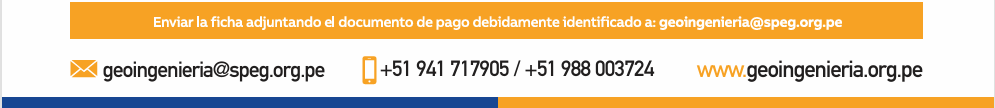 Enviar la ficha adjuntando el documento de pago debidamente identificado a: geoingenieria@speg.org.pe
geoingenieria@speg.org.pe +51 941 717905 / +51 988 003724 www.geoingenieria.org.pe